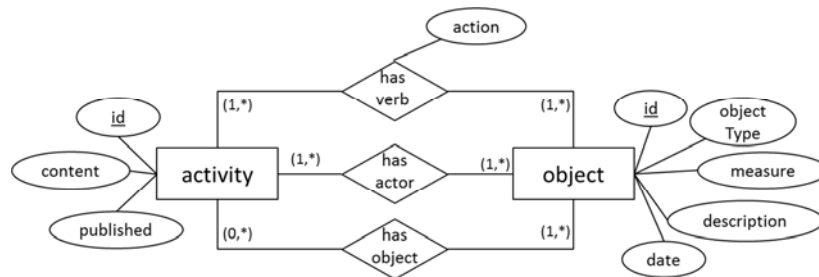 action
has
verb
(1,*)
(1,*)
id
id
object
Type
content
activity
(1,*)
has
actor
(1,*)
object
measure
published
description
(0,*)
has
object
(1,*)
date